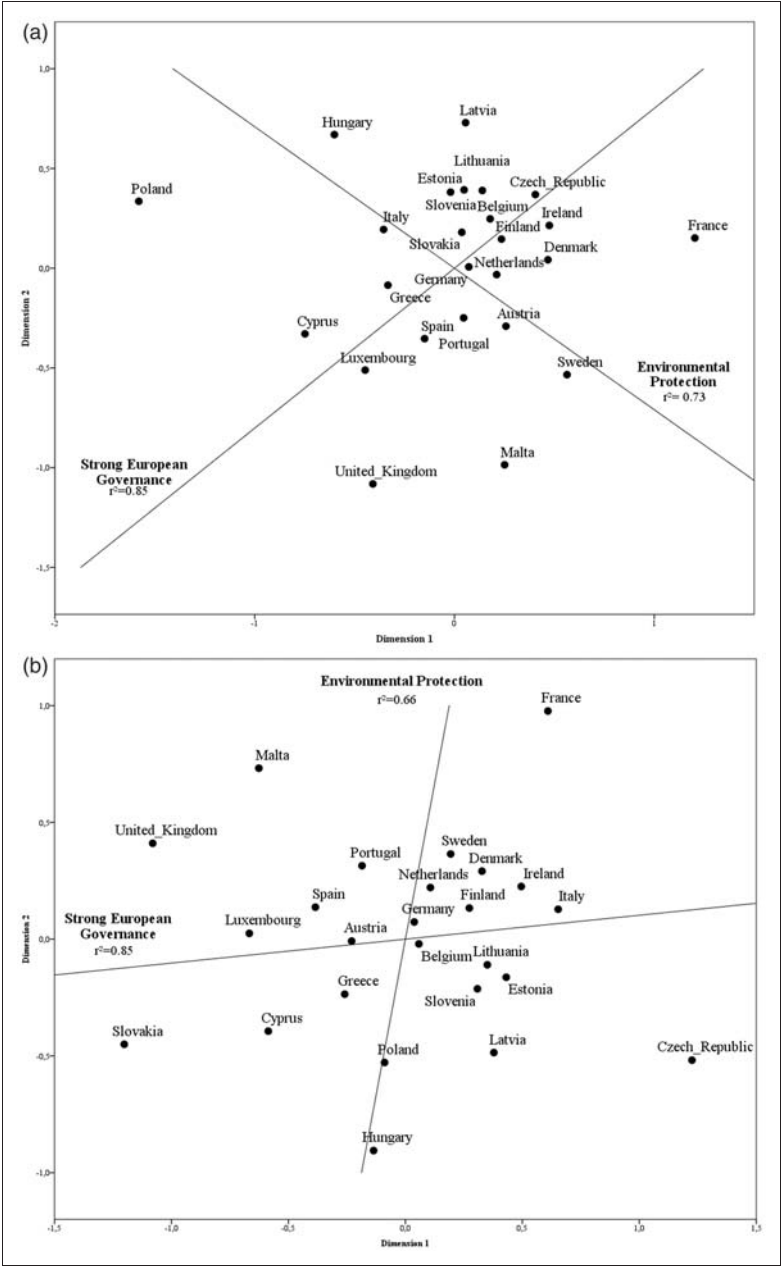 (a)
1,0
0,5
0,0
-0,5
-1,0
-1,5
Dimension 2
Latvia
Hungary
Lithuania
Estonia
Czech_Republic
Poland
Slovenia Belgium
Ireland
Italy
Finland
France
Slovakia
Denmark
Netherlands
Germany
Greece
Cyprus
Austria
Spain
Portugal
Luxembourg
Sweden
Environmental
Protection
r²= 0.73
Malta
Strong European
Governance
r²=0.85
United_Kingdom
-2
-1
0
1
Dimension 1
(b)
Environmental Protection
r²=0.66
1,0
0,5
0,0
-0,5
-1,0
Dimension 2
France
Malta
United_Kingdom
Sweden
Portugal
Denmark
Netherlands
Ireland
Spain
Finland
Italy
Strong European
Governance
r²=0.85
Luxembourg
Germany
Austria
Belgium
Lithuania
Greece
Slovenia
Estonia
Cyprus
Slovakia
Poland
Latvia
Czech_Republic
Hungary
-1,5
-1,0
-0,5
0,0
0,5
1,0
1,5
Dimension 1